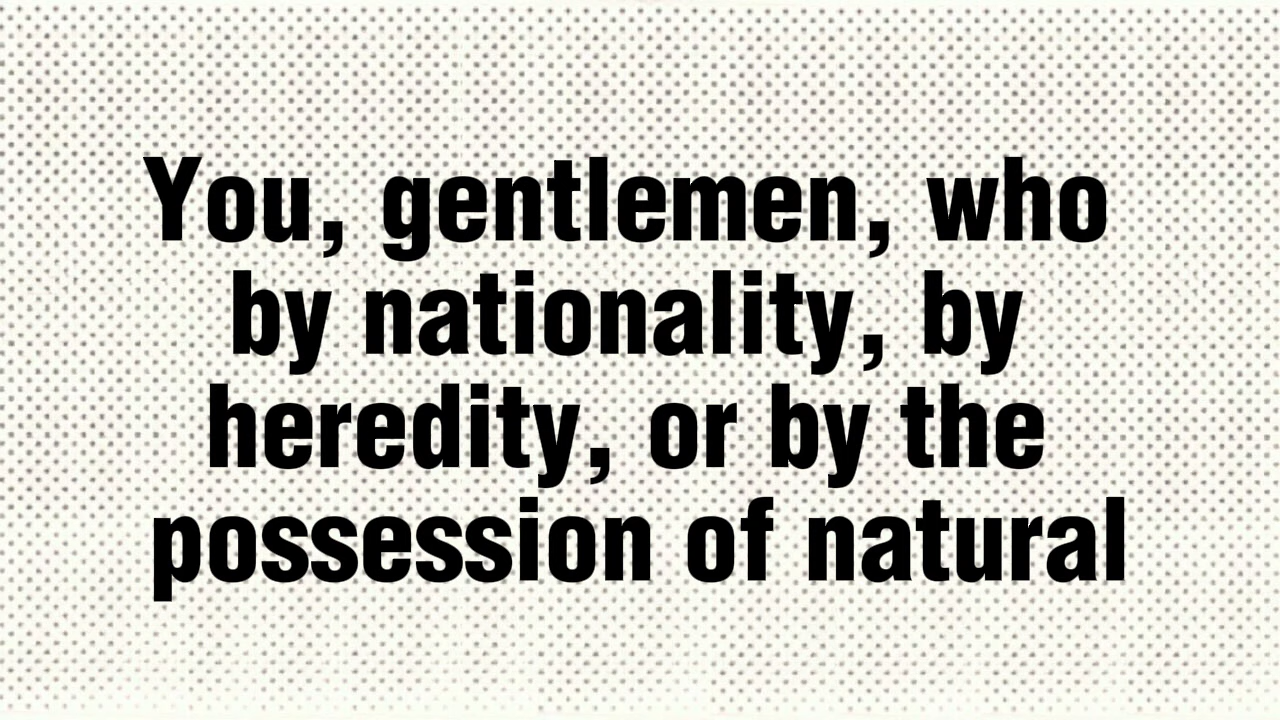 You, gentlemen, who
by nationality, by
heredity, or by the
possession of natural